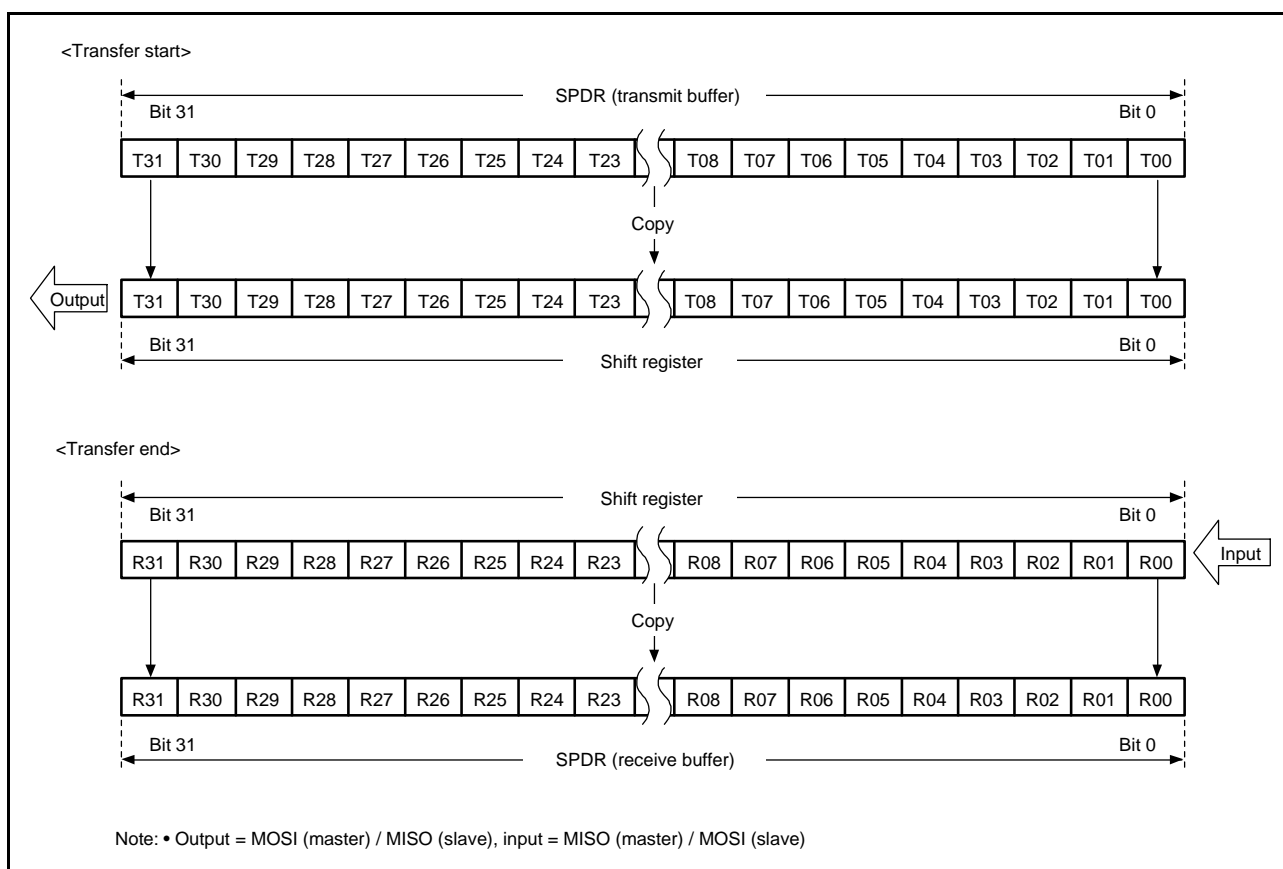 <Transfer start>
SPDR (transmit buffer)
Bit 31 Bit 0
T31 T30 T29 T28 T27 T26 T25 T24 T23 T08 T07 T06 T05 T04 T03 T02 T01 T00
Copy
Output T31 T30 T29 T28 T27 T26 T25 T24 T23 T08 T07 T06 T05 T04 T03 T02 T01 T00
Bit 31 Bit 0
Shift register
<Transfer end>
Shift register
Bit 31 Bit 0
R31 R30 R29 R28 R27 R26 R25 R24 R23 R08 R07 R06 R05 R04 R03 R02 R01 R00 Input
Copy
R31 R30 R29 R28 R27 R26 R25 R24 R23 R08 R07 R06 R05 R04 R03 R02 R01 R00
Bit 31 Bit 0
SPDR (receive buffer)
Note: • Output = MOSI (master) / MISO (slave), input = MISO (master) / MOSI (slave)